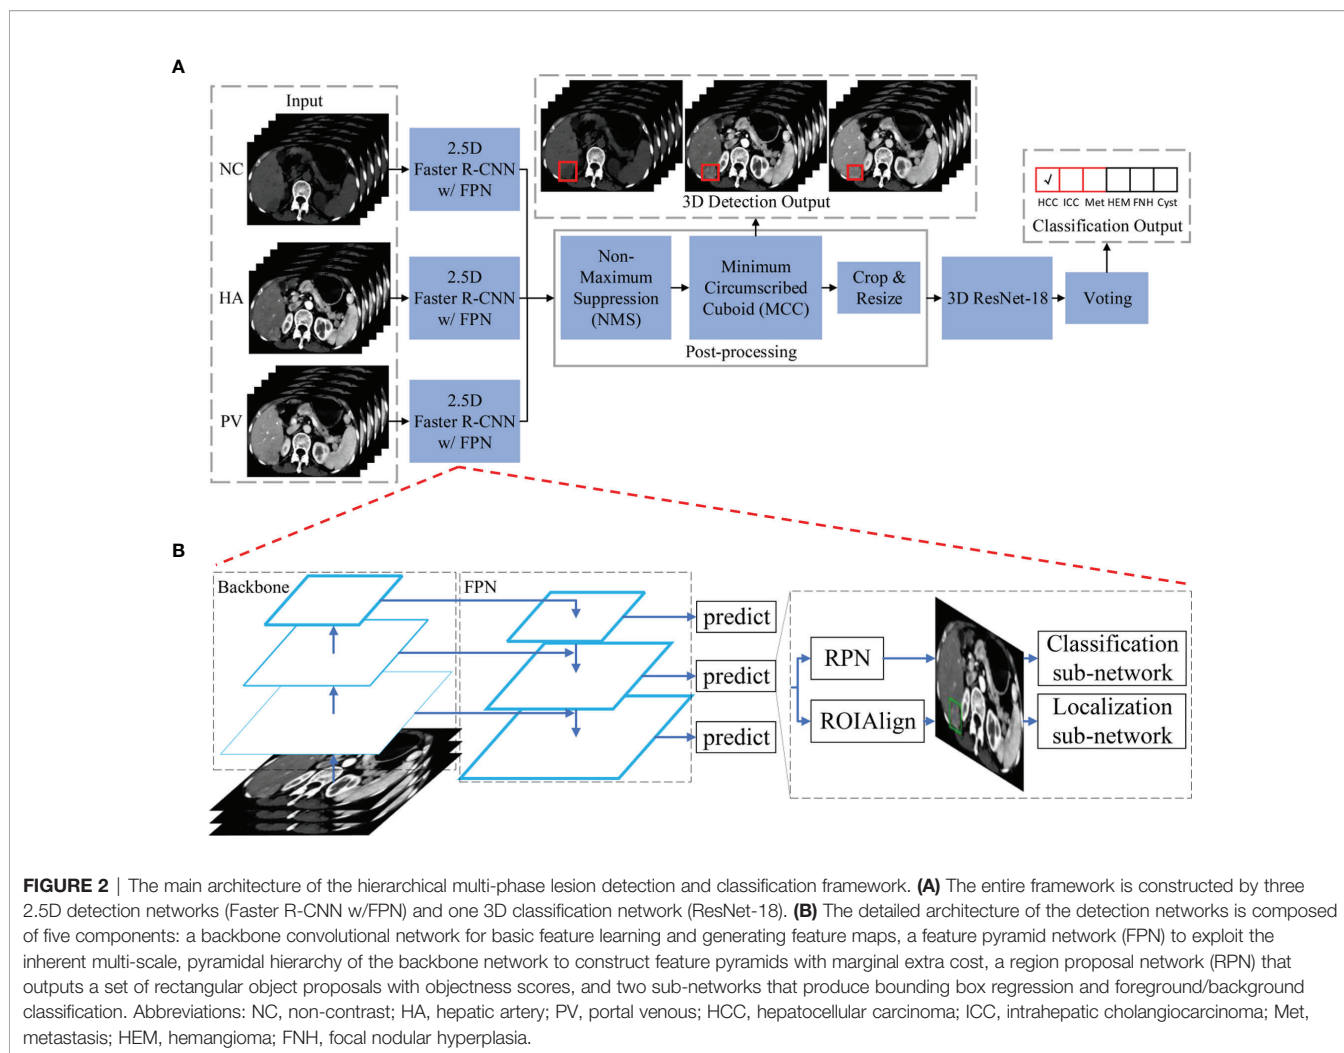 A
Input
NC
HA
PV
2.5D
Faster R-CNN
w/ FPN
2.5D
Faster R-CNN
w/ FPN
2.5D
Faster R-CNN
w/ FPN
3D Detection Output
Non-
Maximum
Suppression
(NMS)
Minimum
Circumscribed
Cuboid (MCC)
Crop &
Resize
Post-processing
3D ResNet-18
Voting
✓
HCC ICC Met HEM FNH Cyst
Classification Output
B
Backbone
FPN
predict
predict
predict
RPN
ROIAlign
Classification
sub-network
Localization
sub-network
FIGURE 2 | The main architecture of the hierarchical multi-phase lesion detection and classification framework. (A) The entire framework is constructed by three
2.5D detection networks (Faster R-CNN w/FPN) and one 3D classification network (ResNet-18). (B) The detailed architecture of the detection networks is composed
of five components: a backbone convolutional network for basic feature learning and generating feature maps, a feature pyramid network (FPN) to exploit the
inherent multi-scale, pyramidal hierarchy of the backbone network to construct feature pyramids with marginal extra cost, a region proposal network (RPN) that
outputs a set of rectangular object proposals with objectness scores, and two sub-networks that produce bounding box regression and foreground/background
classification. Abbreviations: NC, non-contrast; HA, hepatic artery; PV, portal venous; HCC, hepatocellular carcinoma; ICC, intrahepatic cholangiocarcinoma; Met,
metastasis; HEM, hemangioma; FNH, focal nodular hyperplasia.